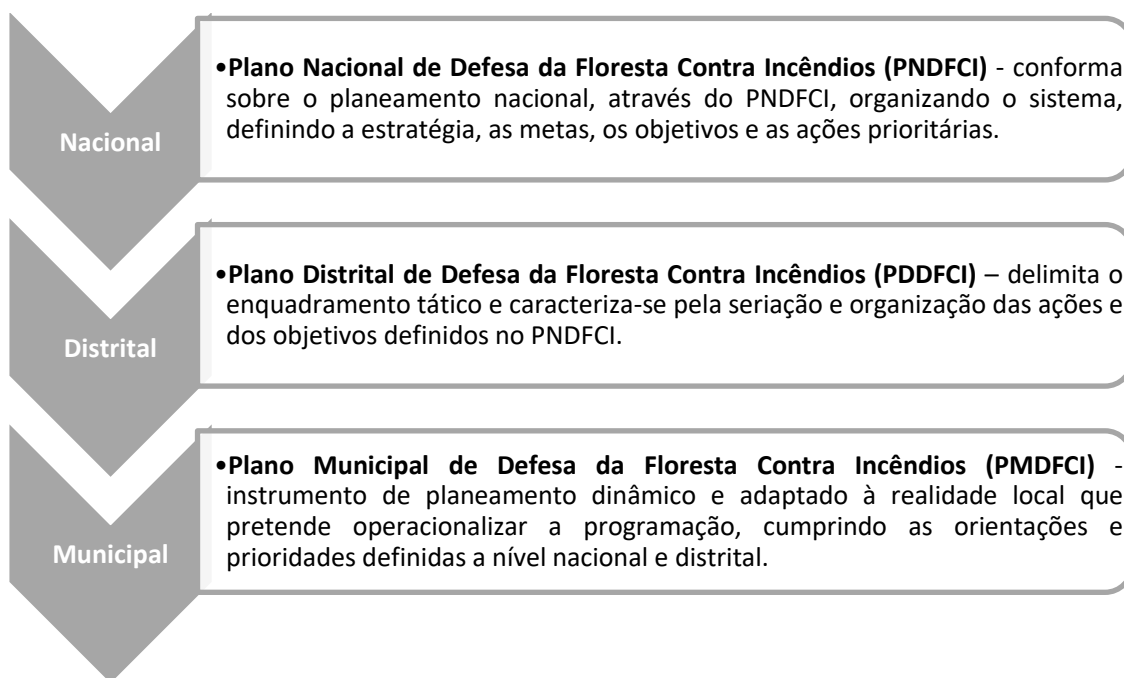 Nacional
•Plano Nacional de Defesa da Floresta Contra Incêndios (PNDFCI) - conforma
sobre o planeamento nacional, através do PNDFCI, organizando o sistema,
definindo a estratégia, as metas, os objetivos e as ações prioritárias.
Distrital
•Plano Distrital de Defesa da Floresta Contra Incêndios (PDDFCI) – delimita o
enquadramento tático e caracteriza-se pela seriação e organização das ações e
dos objetivos definidos no PNDFCI.
Municipal
•Plano Municipal de Defesa da Floresta Contra Incêndios (PMDFCI) -
instrumento de planeamento dinâmico e adaptado à realidade local que
pretende operacionalizar a programação, cumprindo as orientações e
prioridades definidas a nível nacional e distrital.